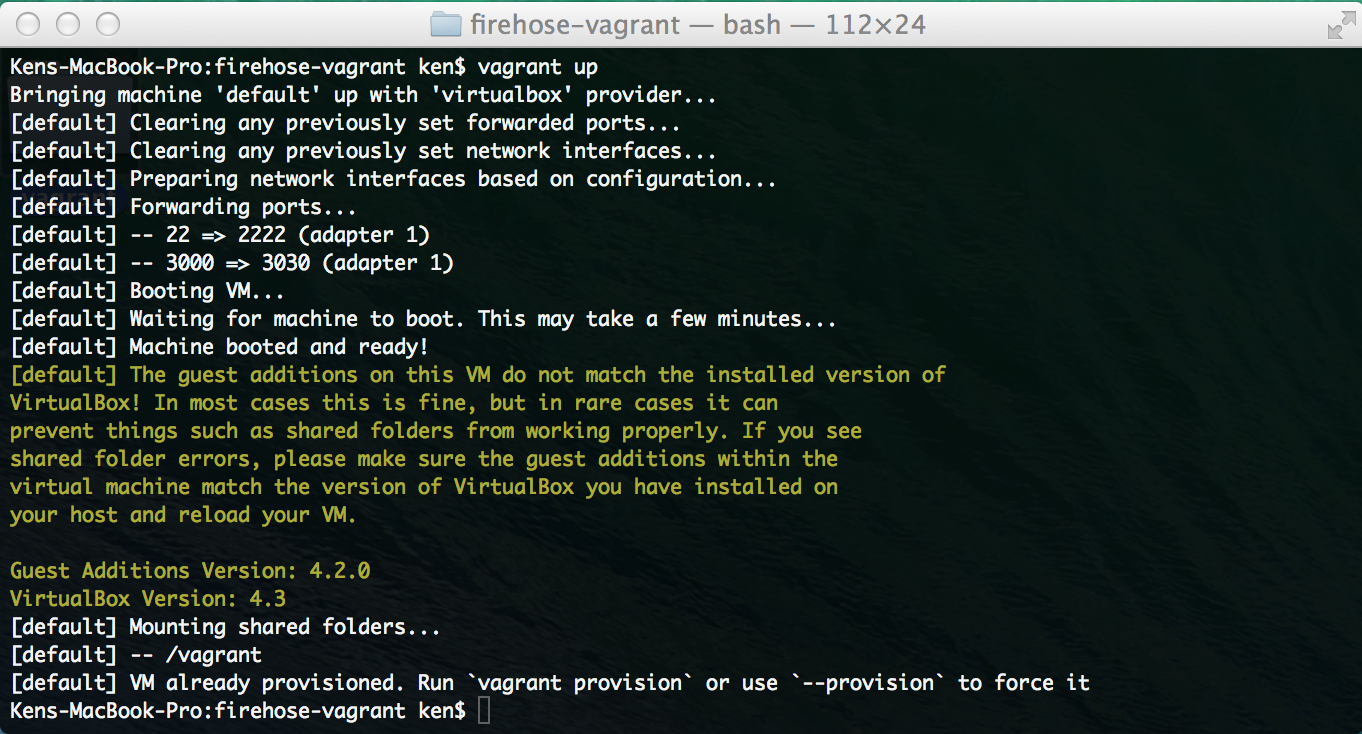 firehose-vagrant — bash — 112×24
Kens-MacBook-Pro:firehose-vagrant ken$ vagrant up
Bringing machine 'default' up with 'virtualbox' provider...
[default] Clearing any previously set forwarded ports...
[default] Clearing any previously set network interfaces...
[default] Preparing network interfaces based on configuration...
[default] Forwarding ports...
[default] -- 22 => 2222 (adapter 1)
[default] -- 3000 => 3030 (adapter 1)
[default] Booting VM...
[default] Waiting for machine to boot. This may take a few minutes...
[default] Machine booted and ready!
[default] The guest additions on this VM do not match the installed version of
VirtualBox! In most cases this is fine, but in rare cases it can
prevent things such as shared folders from working properly. If you see
shared folder errors, please make sure the guest additions within the
virtual machine match the version of VirtualBox you have installed on
your host and reload your VM.
Guest Additions Version: 4.2.0
VirtualBox Version: 4.3
[default] Mounting shared folders...
[default] -- /vagrant
[default] VM already provisioned. Run `vagrant provision` or use `--provision` to force it
Kens-MacBook-Pro:firehose-vagrant ken$